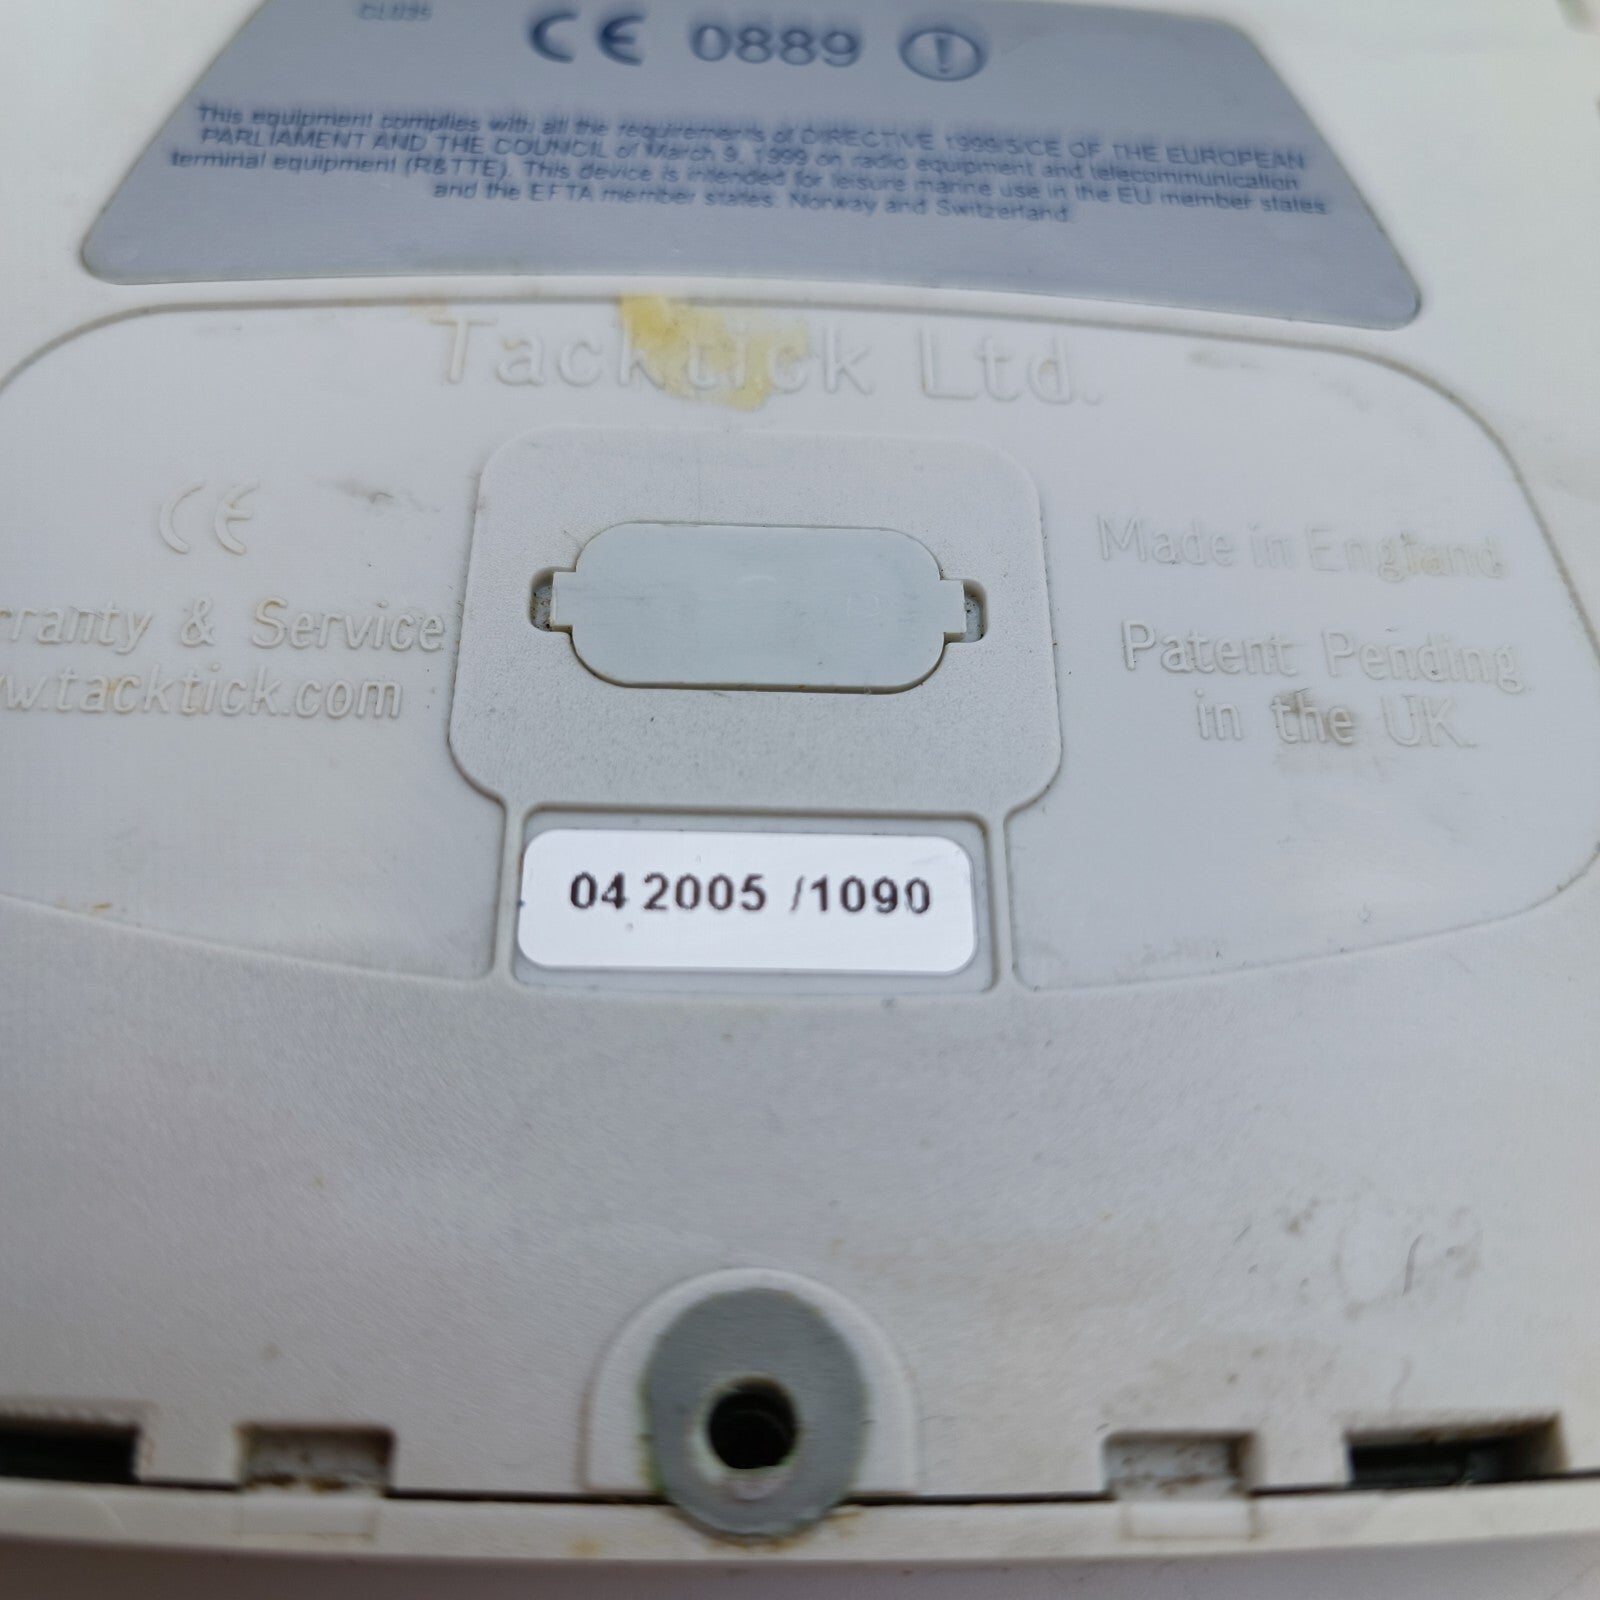 CL035
CE 0889
This equipment complies with all the requirements of DIRECTIVE 1999/5/CE OF THE EUROPEAN
PARLIAMENT AND THE COUNCIL of March 9, 1999 on radio equipment and telecommunication
terminal equipment (R&TTE). This device is intended for leisure marine use in the EU member states
and the EFTA member states: Norway and Switzerland
Tacktick Ltd.
CE
rranty & Service
w.tacktick.com
Made in England
Patent Pending
in the UK.
04 2005 /1090